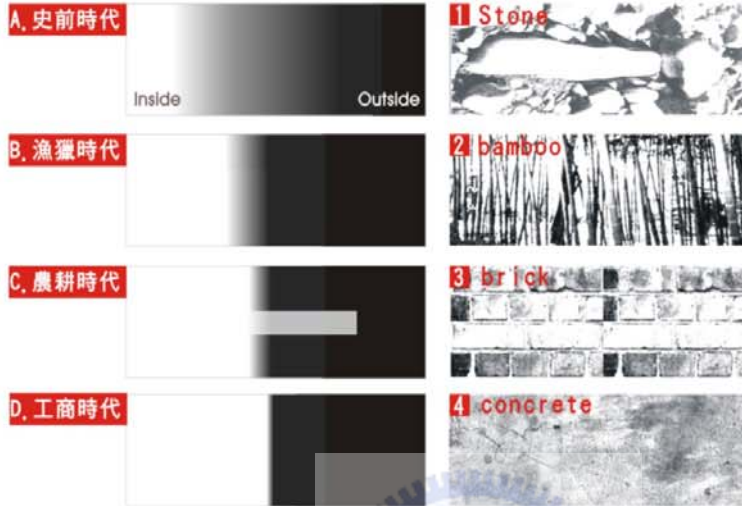 A. 史前時代
Inside
Outside
1 Stone
B. 漁獵時代
2 bamboo
C. 農耕時代
3 brick
D. 工商時代
4 concrete